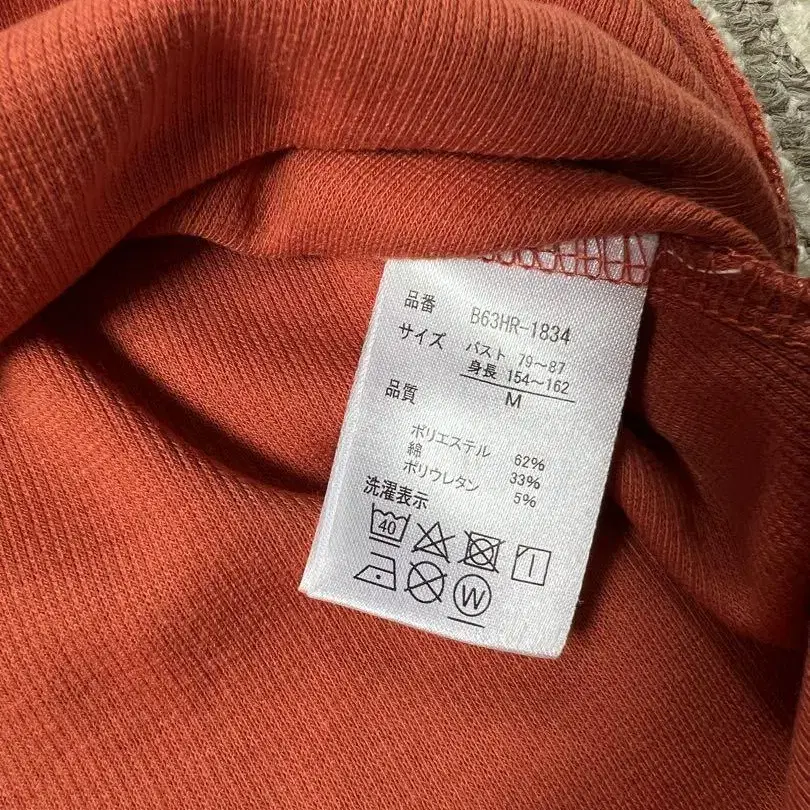 品番 B63HR-1834
サイズ バスト 79～87
身長 154～162
M
品質
ポリエステル 62%
綿 33%
ポリウレタン 5%
洗濯表示
40
W